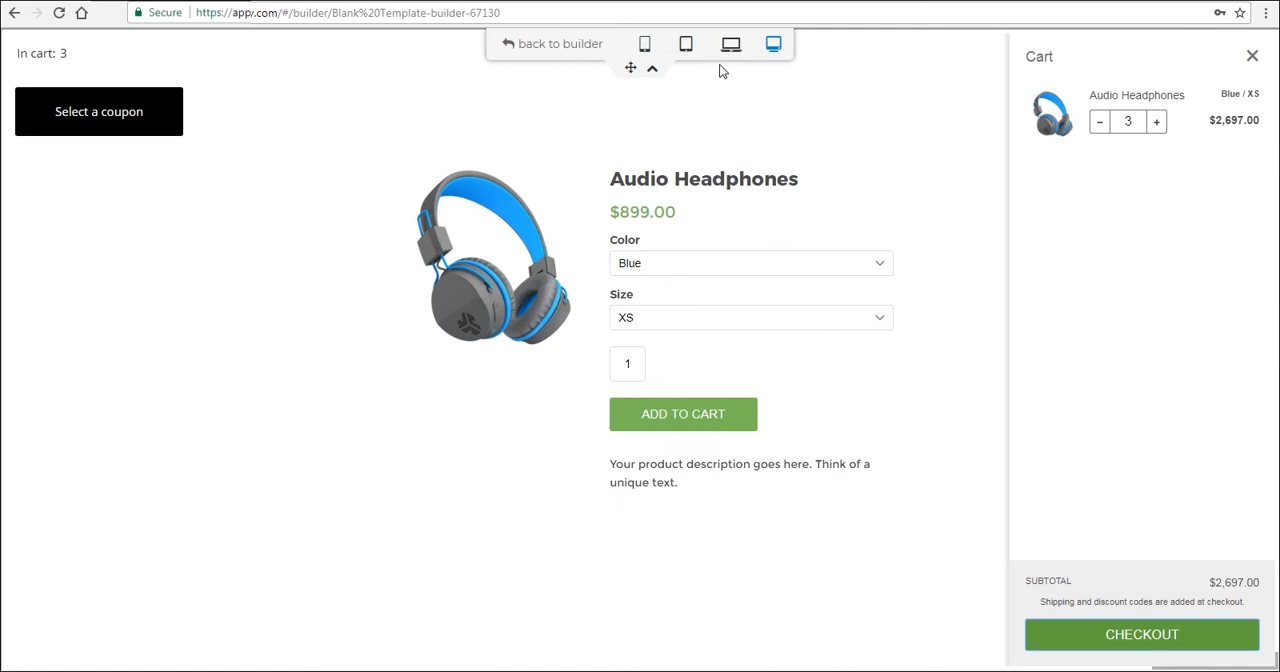 Secure
https://app/.com/#/builder/Blank%20Template-builder-67130
back to builder
In cart: 3
Select a coupon
Audio Headphones
$899.00
Color
Blue
Size
XS
1
ADD TO CART
Your product description goes here. Think of a
unique text.
Cart
Audio Headphones
Blue / XS
- 3 +
$2,697.00
SUBTOTAL
$2,697.00
Shipping and discount codes are added at checkout.
CHECKOUT